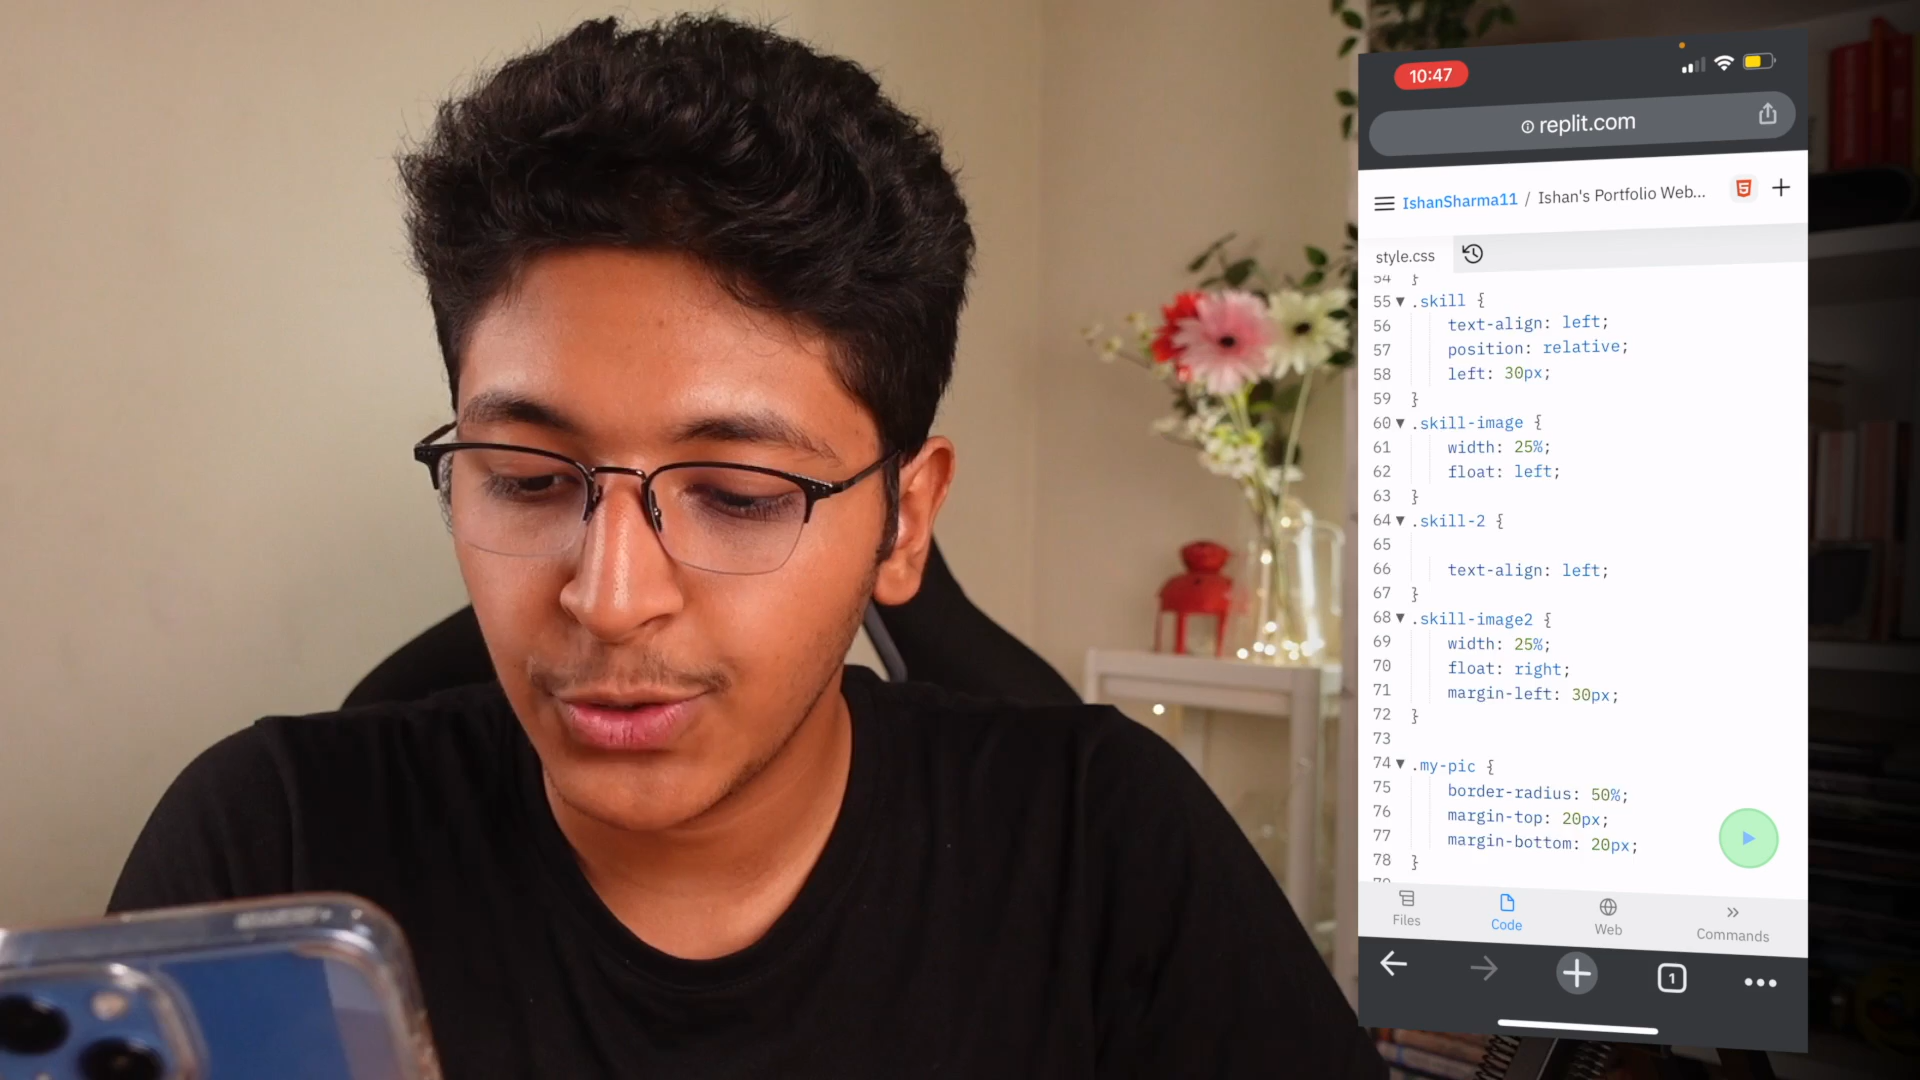 10:47
replit.com
IshanSharma11 / Ishan's Portfolio Web...
style.css
54 }
55 .skill {
56 text-align: left;
57 position: relative;
58 left: 30px;
59 }
60 .skill-image {
61 width: 25%;
62 float: left;
63 }
64 .skill-2 {
65
66 text-align: left;
67 }
68 .skill-image2 {
69 width: 25%;
70 float: right;
71 margin-left: 30px;
72 }
73
74 .my-pic {
75 border-radius: 50%;
76 margin-top: 20px;
77 margin-bottom: 20px;
78 }
Files
Code
Web
Commands
1